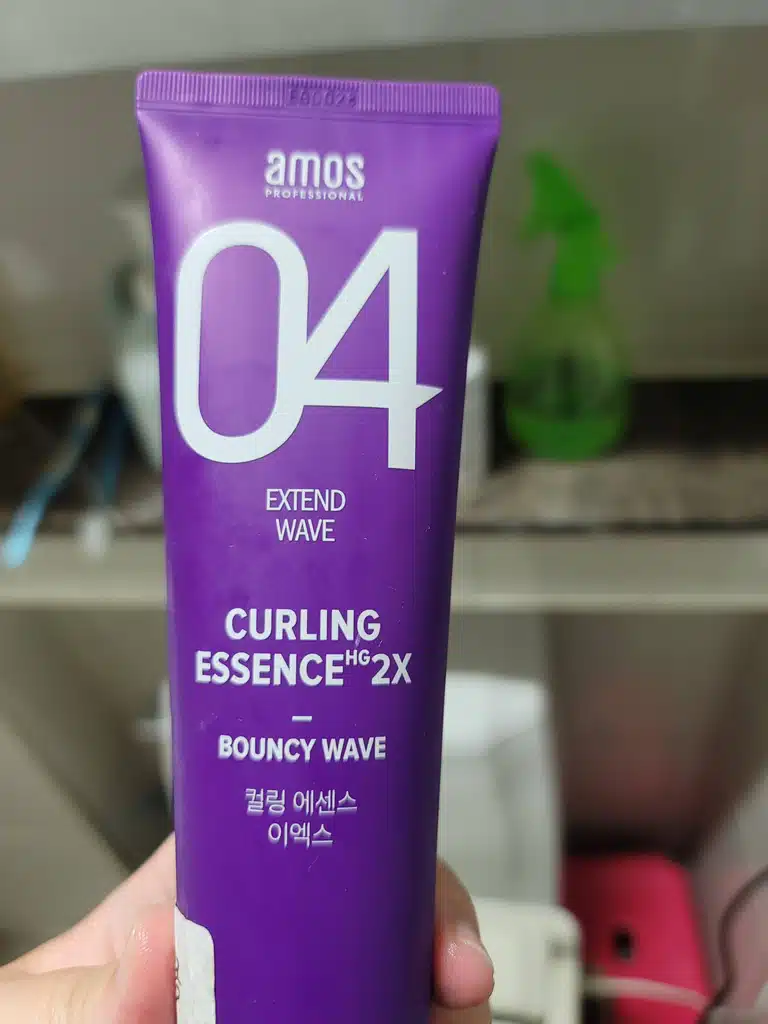 amos
PROFESSIONAL
04
EXTEND
WAVE
CURLING
ESSENCE HG 2X
BOUNCY WAVE
컬링 에센스
이엑스